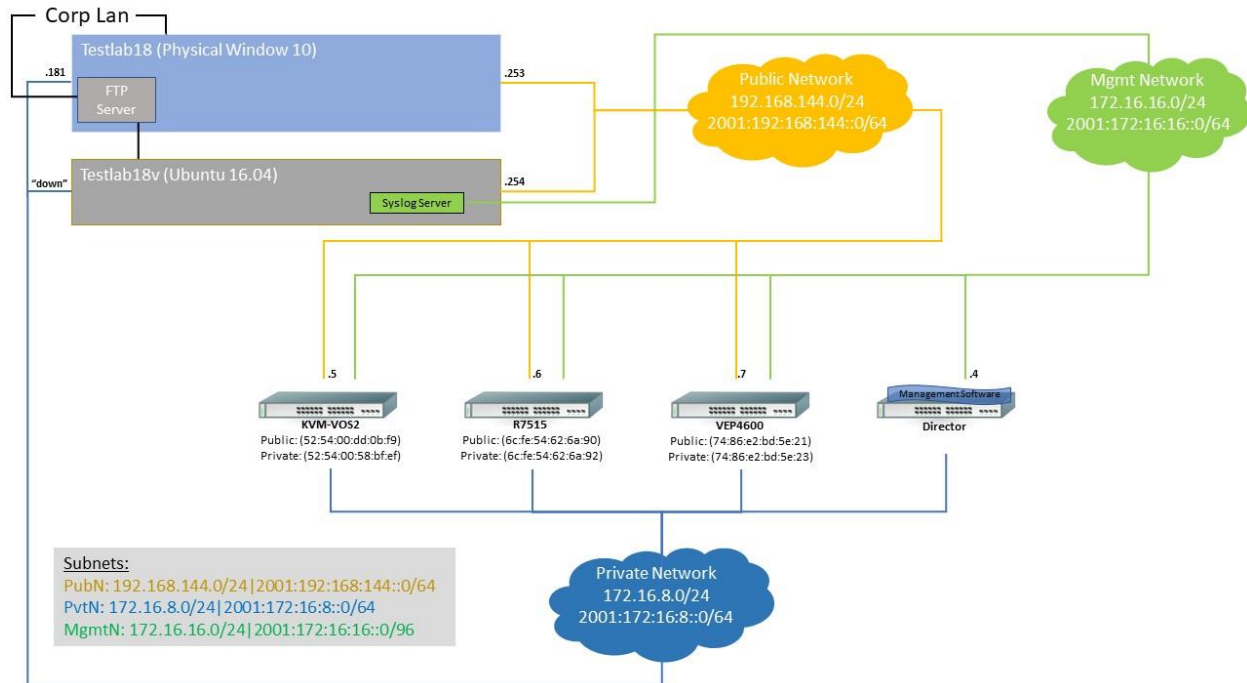 Corp Lan
Testlab18 (Physical Window 10)
.181
FTP
Server
.253
Public Network
192.168.144.0/24
2001:192:168:144::0/64
Mgmt Network
172.16.16.0/24
2001:172:16:16::0/64
"down"
Testlab18v (Ubuntu 16.04)
.254
Syslog Server
.5
.6
.7
.4
Management Software
KVM-VOS2
Public: (52:54:00:dd:0b:f9)
Private: (52:54:00:58:bf:ef)
R7515
Public: (6c:fe:54:62:6a:90)
Private: (6c:fe:54:62:6a:92)
VEP4600
Public: (74:86:e2:bd:5e:21)
Private: (74:86:e2:bd:5e:23)
Director
Subnets:
PubN: 192.168.144.0/24|2001:192:168:144::0/64
PvtN: 172.16.8.0/24|2001:172:16:8::0/64
MgmtN: 172.16.16.0/24|2001:172:16:16::0/96
Private Network
172.16.8.0/24
2001:172:16:8::0/64